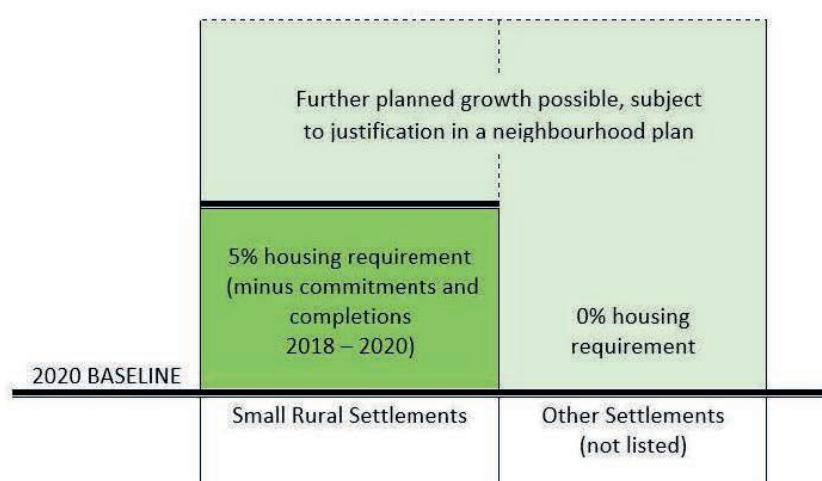 Further planned growth possible, subject
to justification in a neighbourhood plan
5% housing requirement
(minus commitments and
completions
2018 – 2020)
0% housing
requirement
2020 BASELINE
Small Rural Settlements
Other Settlements
(not listed)